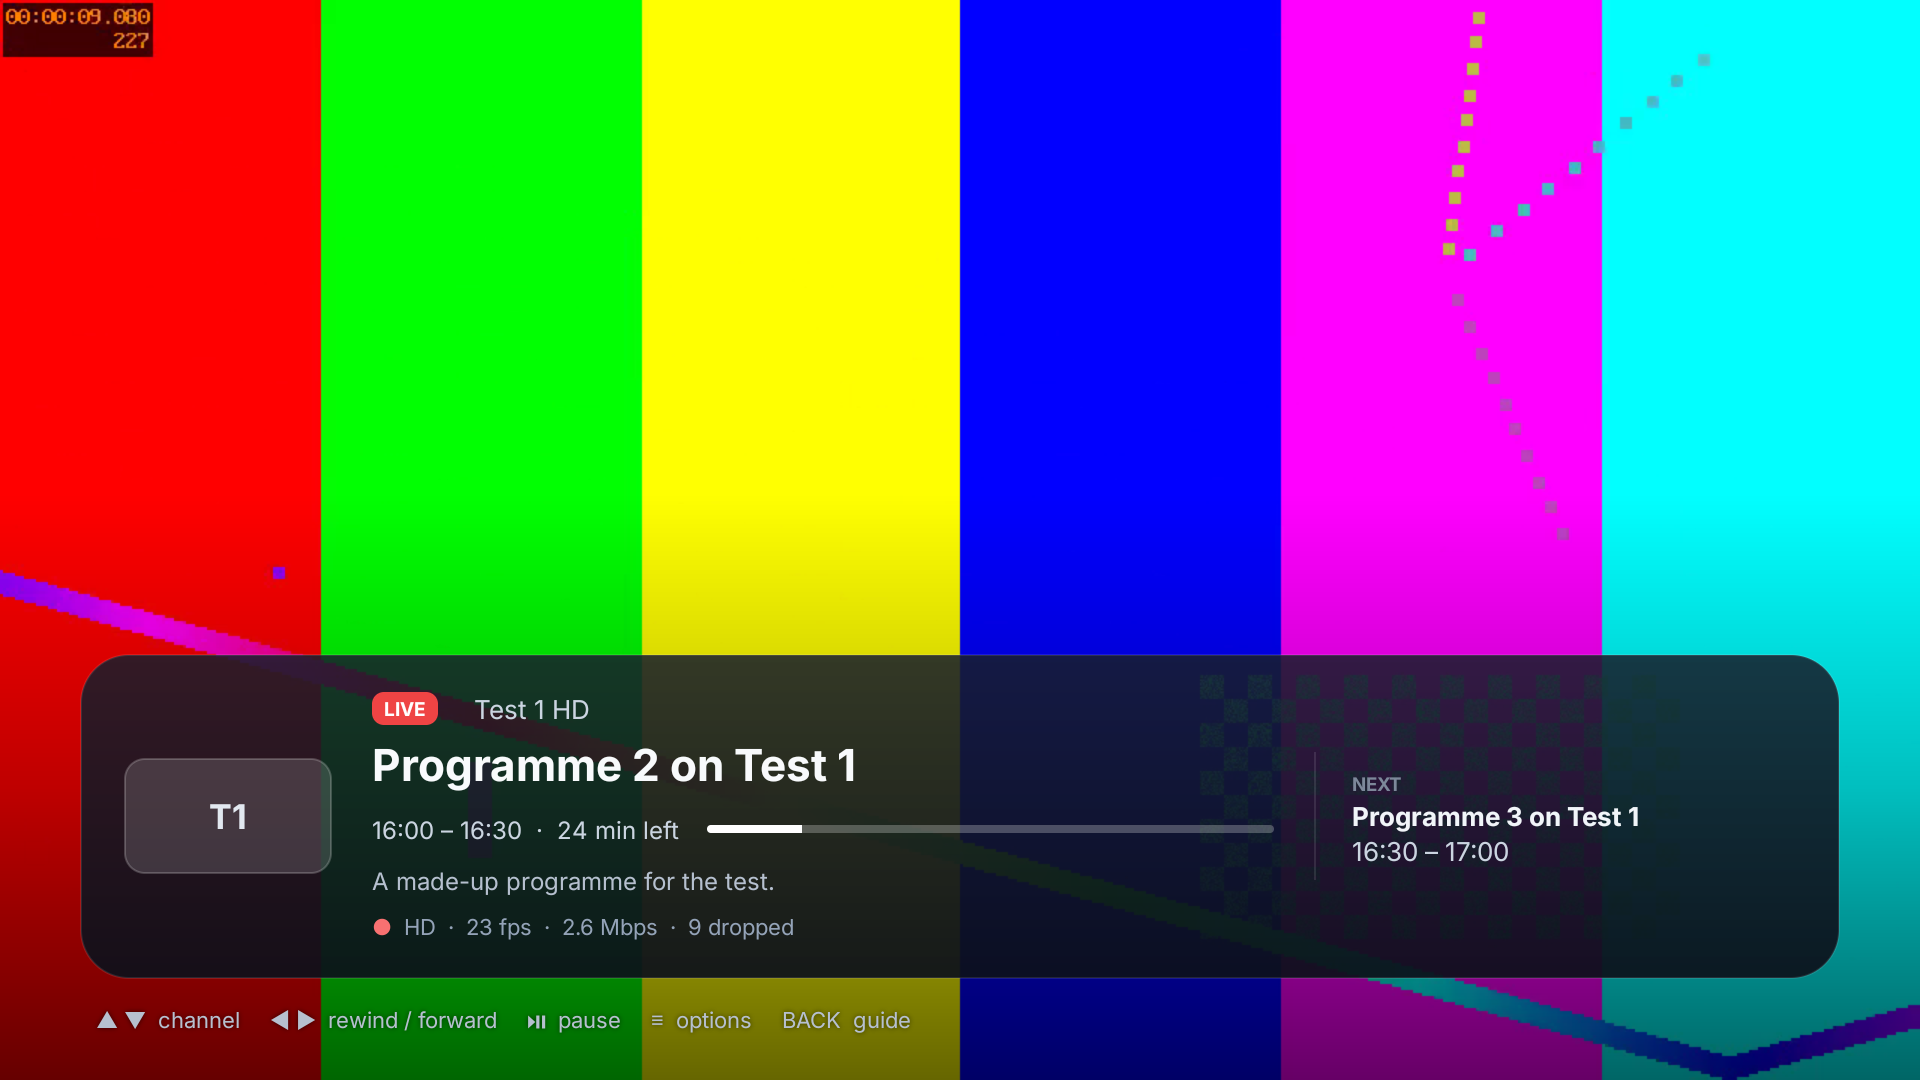 00:00:09.080
227
LIVE Test 1 HD
Programme 2 on Test 1
T1
16:00 – 16:30 · 24 min left
A made-up programme for the test.
HD · 23 fps · 2.6 Mbps · 9 dropped
NEXT
Programme 3 on Test 1
16:30 – 17:00
channel rewind / forward pause options BACK guide